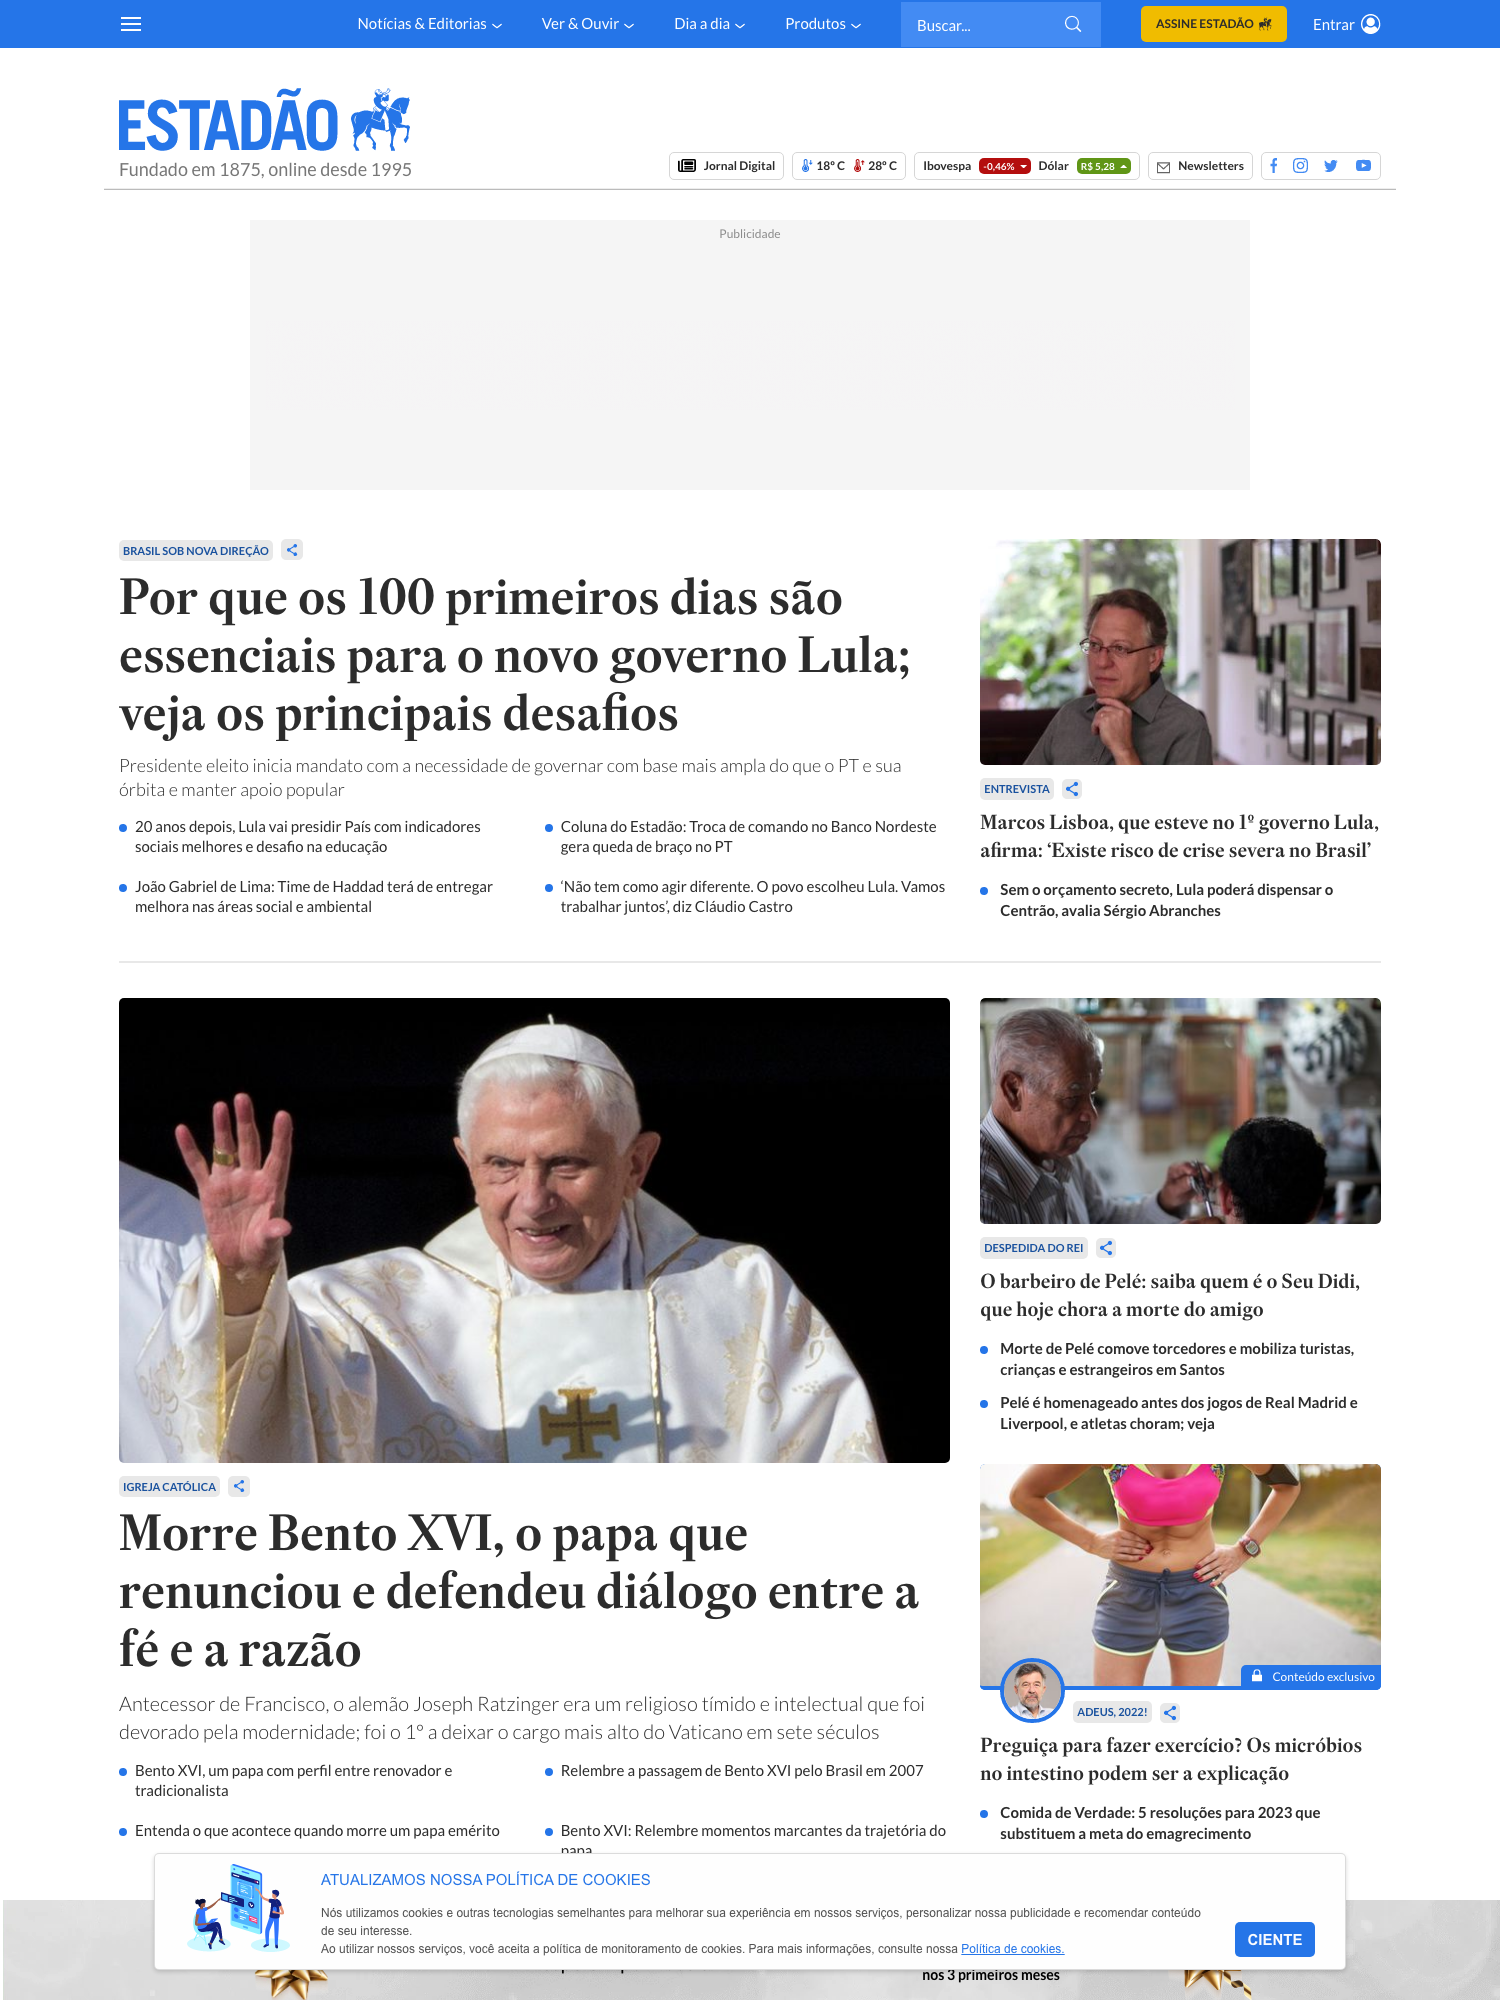 Notícias & Editorias
Ver & Ouvir
Dia a dia
Produtos
Buscar...
ASSINE ESTADÃO
Entrar
ESTADÃO
Fundado em 1875, online desde 1995
Jornal Digital
18º C 28º C
Ibovespa -0,46% Dólar R$ 5,28
Newsletters
Publicidade
BRASIL SOB NOVA DIREÇÃO
Por que os 100 primeiros dias são
essenciais para o novo governo Lula;
veja os principais desafios
Presidente eleito inicia mandato com a necessidade de governar com base mais ampla do que o PT e sua
órbita e manter apoio popular
20 anos depois, Lula vai presidir País com indicadores
sociais melhores e desafio na educação
João Gabriel de Lima: Time de Haddad terá de entregar
melhora nas áreas social e ambiental
Coluna do Estadão: Troca de comando no Banco Nordeste
gera queda de braço no PT
‘Não tem como agir diferente. O povo escolheu Lula. Vamos
trabalhar juntos’, diz Cláudio Castro
ENTREVISTA
Marcos Lisboa, que esteve no 1º governo Lula,
afirma: ‘Existe risco de crise severa no Brasil’
Sem o orçamento secreto, Lula poderá dispensar o
Centrão, avalia Sérgio Abranches
IGREJA CATÓLICA
Morre Bento XVI, o papa que
renunciou e defendeu diálogo entre a
fé e a razão
Antecessor de Francisco, o alemão Joseph Ratzinger era um religioso tímido e intelectual que foi
devorado pela modernidade; foi o 1º a deixar o cargo mais alto do Vaticano em sete séculos
Bento XVI, um papa com perfil entre renovador e
tradicionalista
Entenda o que acontece quando morre um papa emérito
Relembre a passagem de Bento XVI pelo Brasil em 2007
Bento XVI: Relembre momentos marcantes da trajetória do
papa
DESPEDIDA DO REI
O barbeiro de Pelé: saiba quem é o Seu Didi,
que hoje chora a morte do amigo
Morte de Pelé comove torcedores e mobiliza turistas,
crianças e estrangeiros em Santos
Pelé é homenageado antes dos jogos de Real Madrid e
Liverpool, e atletas choram; veja
Conteúdo exclusivo
ADEUS, 2022!
Preguiça para fazer exercício? Os micróbios
no intestino podem ser a explicação
Comida de Verdade: 5 resoluções para 2023 que
substituem a meta do emagrecimento
ATUALIZAMOS NOSSA POLÍTICA DE COOKIES
Nós utilizamos cookies e outras tecnologias semelhantes para melhorar sua experiência em nossos serviços, personalizar nossa publicidade e recomendar conteúdo
de seu interesse.
Ao utilizar nossos serviços, você aceita a política de monitoramento de cookies. Para mais informações, consulte nossa Política de cookies.
CIENTE
nos 3 primeiros meses